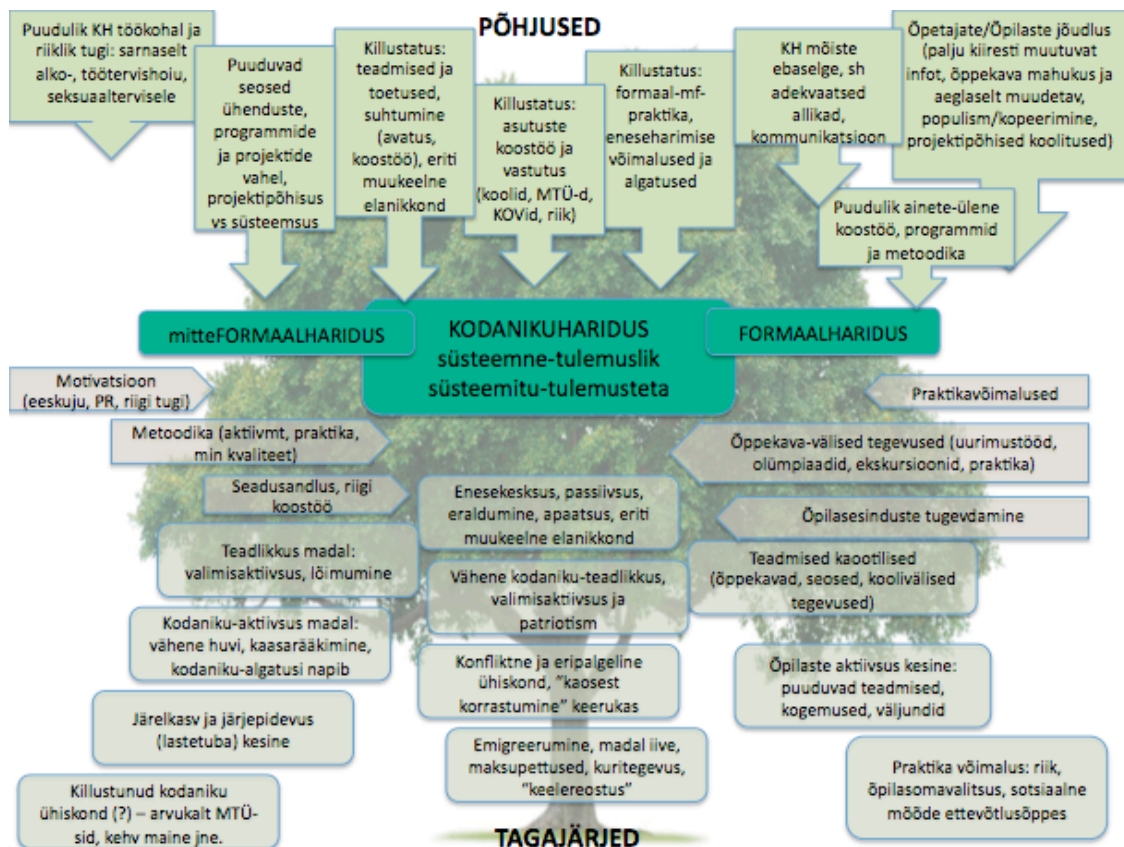 PÕHJUSED
Puudulik KH töökohal ja
riiklik tugi: sarnaselt
alko-, töötervishoiu,
seksuaaltervisele
Puuduvad
seosed
ühenduste,
programmide
ja projektide
vahel,
projektipõhisus
vs süsteemsus
Killustatus:
teadmised ja
toetused,
suhtumine
(avatus,
koostöö), eriti
muukeelne
elanikkond
Killustatus:
asutuste
koostöö ja
vastutus
(koolid, MTÜ-d,
KOVid, riik)
Killustatus:
formaal-mf-
praktika,
eneseharimise
võimalused ja
algatused
KH mõiste
ebaselge, sh
adekvaatsed
allikad,
kommunikatsioon
Õpetajate/Õpilaste jõudlus
(palju kiiresti muutuvat
infot, õppekava mahukus ja
aeglaselt muudetav,
populism/kopeerimine,
projektipõhised koolitused)
Puudulik ainete-ülene
koostöö, programmid
ja metoodika
mitteFORMAALHARIDUS
KODANIKUHARIDUS
süsteemne-tulemuslik
süsteemitu-tulemusteta
FORMAALHARIDUS
Motivatsioon
(eeskuju, PR, riigi tugi)
Metoodika (aktiivmt, praktika,
min kvaliteet)
Seadusandlus, riigi
koostöö
Praktikavõimalused
Õppekava-välised tegevused (uurimustööd,
olümpiaadid, ekskursioonid, praktika)
Õpilasesinduste tugevdamine
Enesekesksus, passiivsus,
eraldumine, apaatsus, eriti
muukeelne elanikkond
Teadlikkus madal:
valimisaktiivsus, lõimumine
Vähene kodaniku-teadlikkus,
valimisaktiivsus ja
patriotism
Teadmised kaootilised
(õppekavad, seosed, koolivälised
tegevused)
Kodaniku-aktiivsus madal:
vähene huvi, kaasarääkimine,
kodaniku-algatusi napib
Konfliktne ja eripalgeline
ühiskond, "kaosest
korrastumine" keerukas
Õpilaste aktiivsus kesine:
puuduvad teadmised,
kogemused, väljundid
Järelkasv ja järjepidevus
(lastetuba) kesine
Emigreerumine, madal iive,
maksupettused, kuritegevus,
"keelereostus"
Praktika võimalus: riik,
õpilasomavalitsus, sotsiaalne
mõõde ettevõtlusõppes
Killustunud kodaniku
ühiskond (?) – arvukalt MTÜ-
sid, kehv maine jne.
TAGAJÄRJED